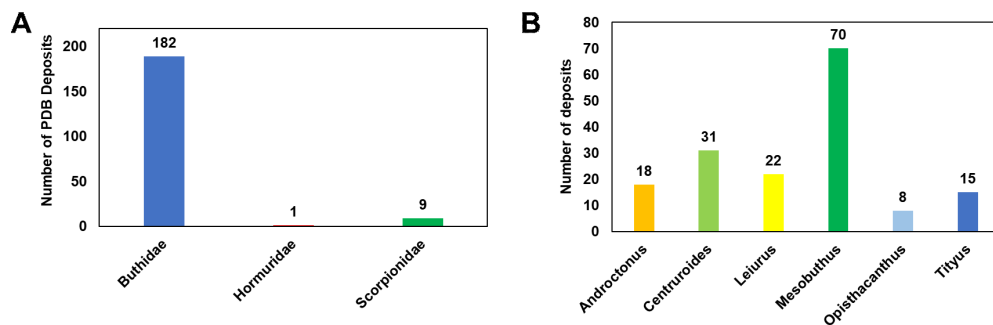 A
Number of PDB Deposits
200
150
100
50
0
182
1
9
Buthidae
Hormuridae
Scorpionidae
B
Number of deposits
80
70
60
50
40
30
20
10
0
18
31
22
70
8
15
Androctonus
Centruroides
Leiurus
Mesobuthus
Opisthacanthus
Tityus